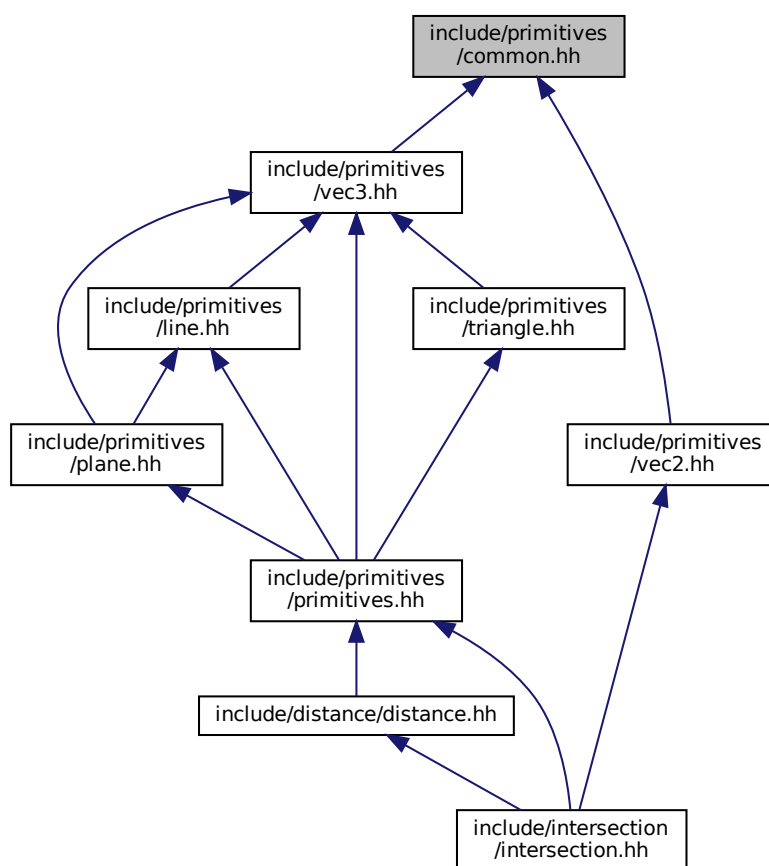 include/primitives
/common.hh
include/primitives
/vec3.hh
include/primitives
/line.hh
include/primitives
/triangle.hh
include/primitives
/plane.hh
include/primitives
/vec2.hh
include/primitives
/primitives.hh
include/distance/distance.hh
include/intersection
/intersection.hh